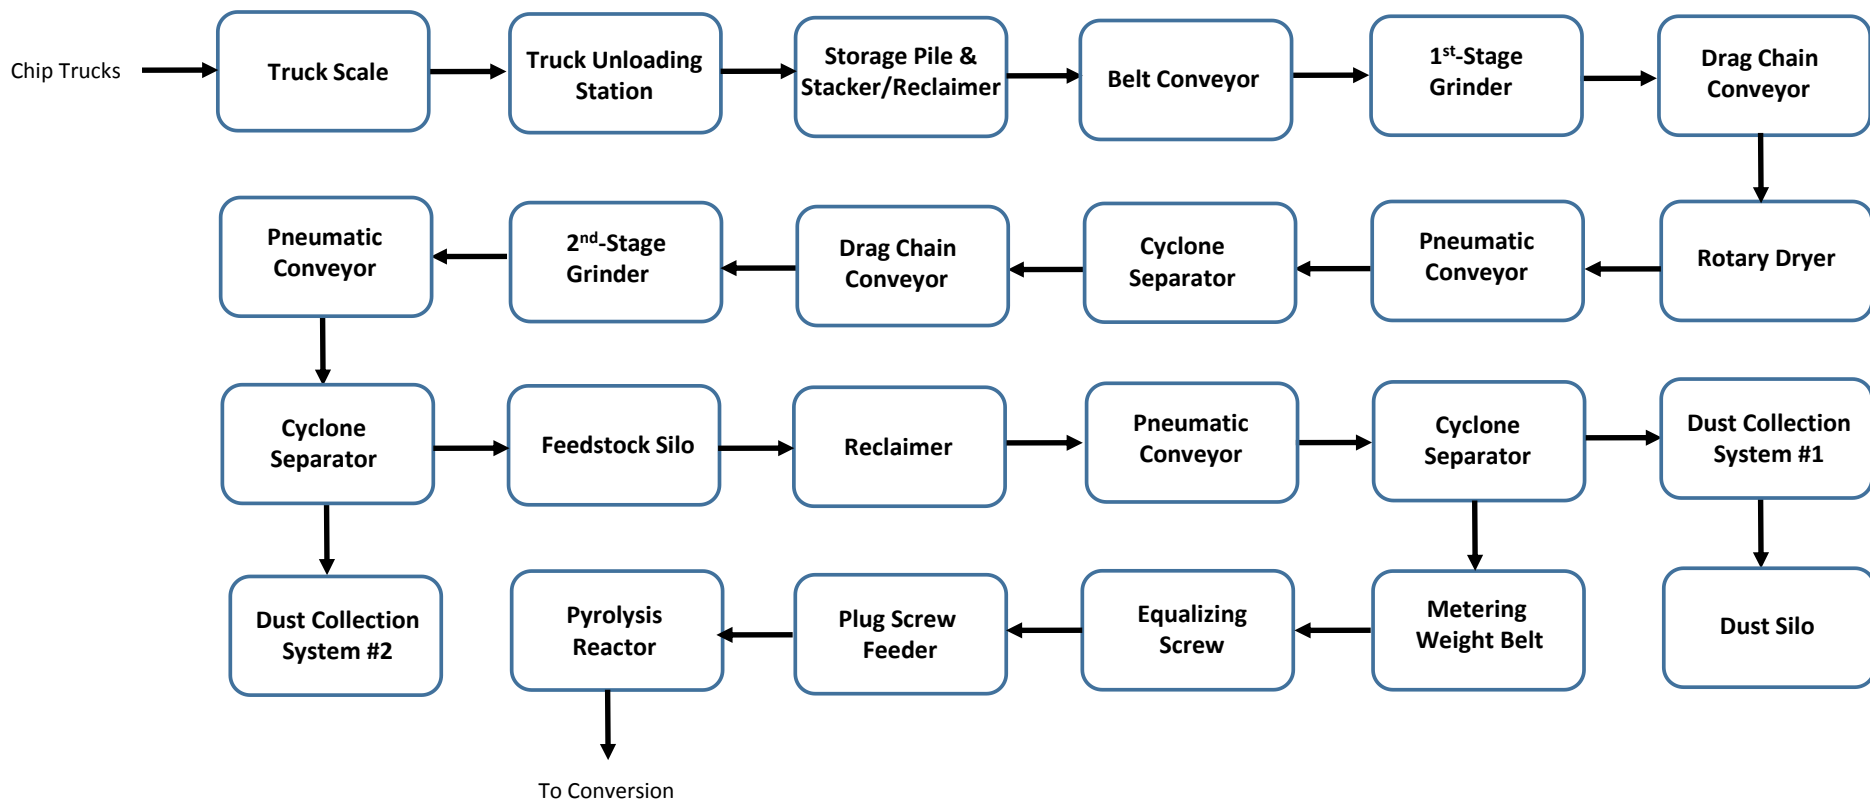 Chip Trucks
Truck Scale
Truck Unloading
Station
Storage Pile &
Stacker/Reclaimer
Belt Conveyor
1st-Stage
Grinder
Drag Chain
Conveyor
Pneumatic
Conveyor
2nd-Stage
Grinder
Drag Chain
Conveyor
Cyclone
Separator
Pneumatic
Conveyor
Rotary Dryer
Cyclone
Separator
Feedstock Silo
Reclaimer
Pneumatic
Conveyor
Cyclone
Separator
Dust Collection
System #1
Dust Collection
System #2
Pyrolysis
Reactor
Plug Screw
Feeder
Equalizing
Screw
Metering
Weight Belt
Dust Silo
To Conversion